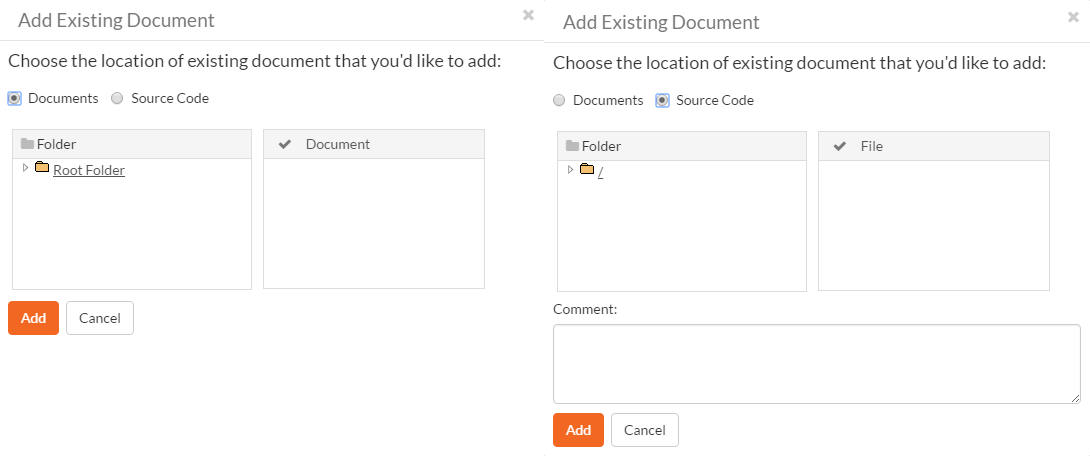 Add Existing Document ×
Choose the location of existing document that you'd like to add:
Documents Source Code
Folder
Root Folder
Document
Add Cancel
Add Existing Document ×
Choose the location of existing document that you'd like to add:
Documents Source Code
Folder
/
File
Comment:
Add Cancel